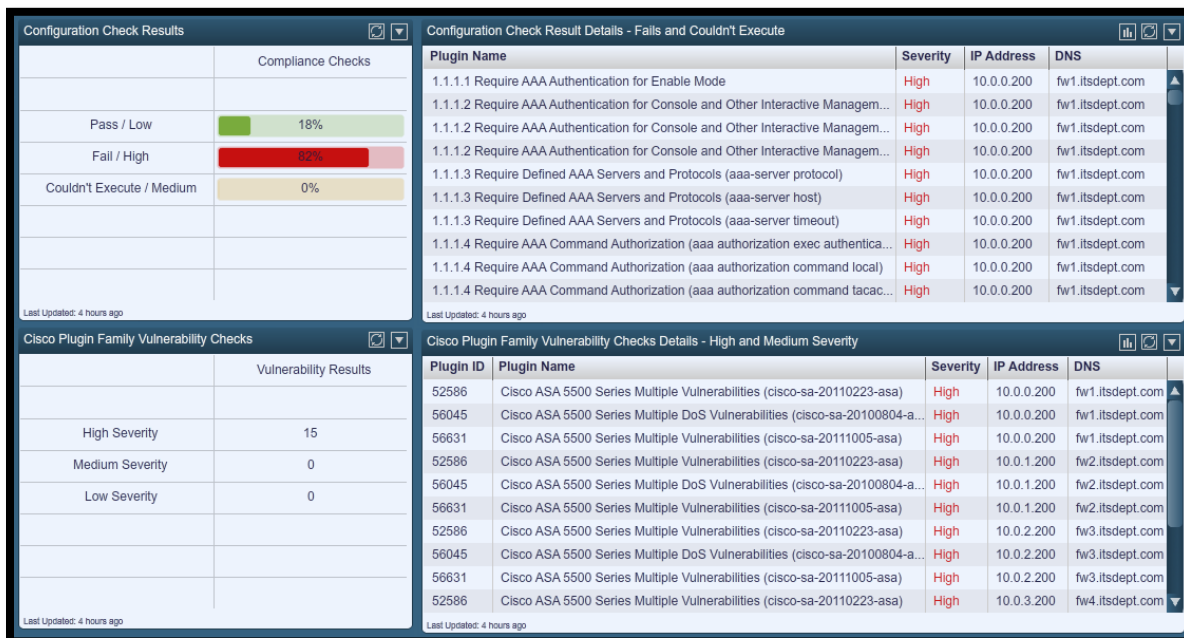 Configuration Check Results
Compliance Checks
Pass / Low 18%
Fail / High 82%
Couldn't Execute / Medium 0%
Last Updated: 4 hours ago
Configuration Check Result Details - Fails and Couldn't Execute
Plugin Name Severity IP Address DNS
1.1.1.1 Require AAA Authentication for Enable Mode High 10.0.0.200 fw1.itsdept.com
1.1.1.2 Require AAA Authentication for Console and Other Interactive Managem... High 10.0.0.200 fw1.itsdept.com
1.1.1.2 Require AAA Authentication for Console and Other Interactive Managem... High 10.0.0.200 fw1.itsdept.com
1.1.1.2 Require AAA Authentication for Console and Other Interactive Managem... High 10.0.0.200 fw1.itsdept.com
1.1.1.3 Require Defined AAA Servers and Protocols (aaa-server protocol) High 10.0.0.200 fw1.itsdept.com
1.1.1.3 Require Defined AAA Servers and Protocols (aaa-server host) High 10.0.0.200 fw1.itsdept.com
1.1.1.3 Require Defined AAA Servers and Protocols (aaa-server timeout) High 10.0.0.200 fw1.itsdept.com
1.1.1.4 Require AAA Command Authorization (aaa authorization exec authentica... High 10.0.0.200 fw1.itsdept.com
1.1.1.4 Require AAA Command Authorization (aaa authorization command local) High 10.0.0.200 fw1.itsdept.com
1.1.1.4 Require AAA Command Authorization (aaa authorization command tacac... High 10.0.0.200 fw1.itsdept.com
Last Updated: 4 hours ago
Cisco Plugin Family Vulnerability Checks
Vulnerability Results
High Severity 15
Medium Severity 0
Low Severity 0
Last Updated: 4 hours ago
Cisco Plugin Family Vulnerability Checks Details - High and Medium Severity
Plugin ID Plugin Name Severity IP Address DNS
52586 Cisco ASA 5500 Series Multiple Vulnerabilities (cisco-sa-20110223-asa) High 10.0.0.200 fw1.itsdept.com
56045 Cisco ASA 5500 Series Multiple DoS Vulnerabilities (cisco-sa-20100804-a... High 10.0.0.200 fw1.itsdept.com
56631 Cisco ASA 5500 Series Multiple Vulnerabilities (cisco-sa-20111005-asa) High 10.0.0.200 fw1.itsdept.com
52586 Cisco ASA 5500 Series Multiple Vulnerabilities (cisco-sa-20110223-asa) High 10.0.1.200 fw2.itsdept.com
56045 Cisco ASA 5500 Series Multiple DoS Vulnerabilities (cisco-sa-20100804-a... High 10.0.1.200 fw2.itsdept.com
56631 Cisco ASA 5500 Series Multiple Vulnerabilities (cisco-sa-20111005-asa) High 10.0.1.200 fw2.itsdept.com
52586 Cisco ASA 5500 Series Multiple Vulnerabilities (cisco-sa-20110223-asa) High 10.0.2.200 fw3.itsdept.com
56045 Cisco ASA 5500 Series Multiple DoS Vulnerabilities (cisco-sa-20100804-a... High 10.0.2.200 fw3.itsdept.com
56631 Cisco ASA 5500 Series Multiple Vulnerabilities (cisco-sa-20111005-asa) High 10.0.2.200 fw3.itsdept.com
52586 Cisco ASA 5500 Series Multiple Vulnerabilities (cisco-sa-20110223-asa) High 10.0.3.200 fw4.itsdept.com
Last Updated: 4 hours ago